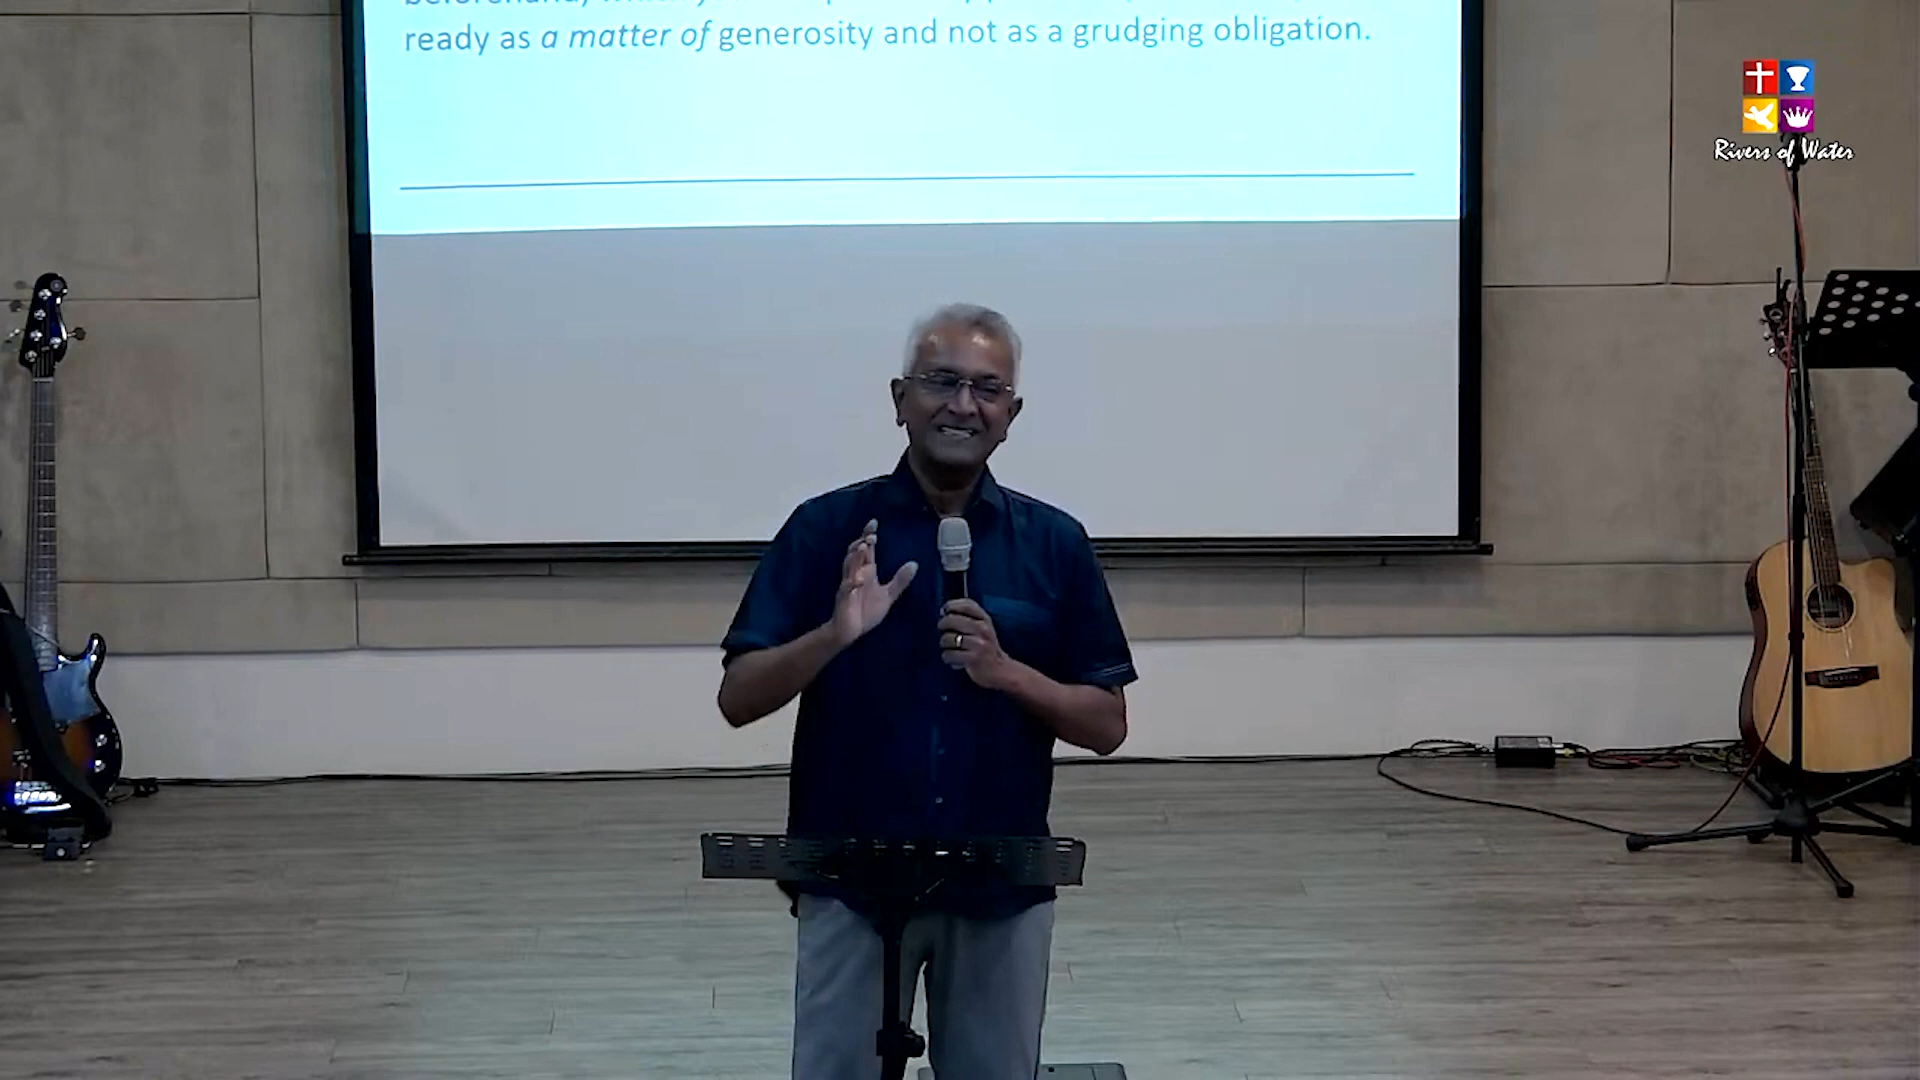 ready as a matter of generosity and not as a grudging obligation.
Rivers of Water